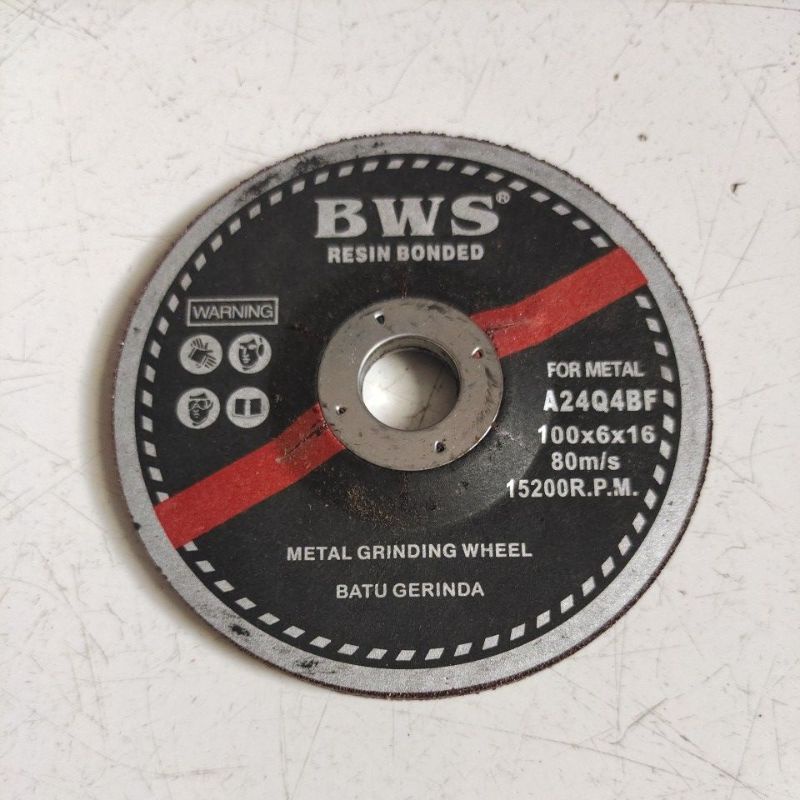 BWS®
RESIN BONDED
WARNING
FOR METAL
A24Q4BF
100x6x16
80m/s
15200R.P.M.
METAL GRINDING WHEEL
BATU GERINDA